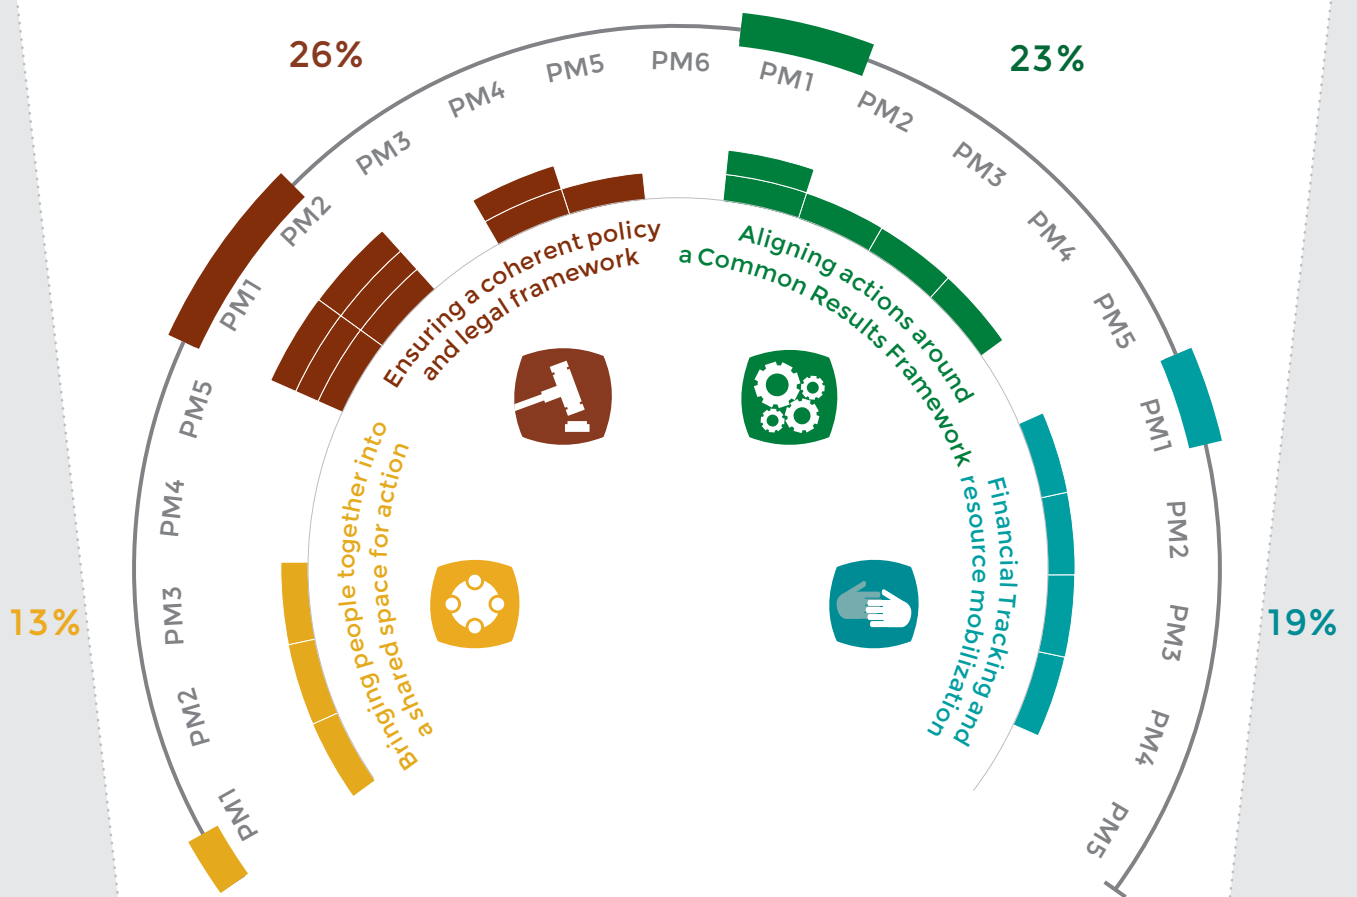 26%
23%
13%
19%
PM1
PM2
PM3
PM4
PM5
PM1
PM2
PM3
PM4
PM5
PM6
PM1
PM2
PM3
PM4
PM5
PM1
PM2
PM3
PM4
PM5
Bringing people together into
a shared space for action
Ensuring a coherent policy
and legal framework
Aligning actions around
a Common Results Framework
Financial Tracking and
resource mobilization